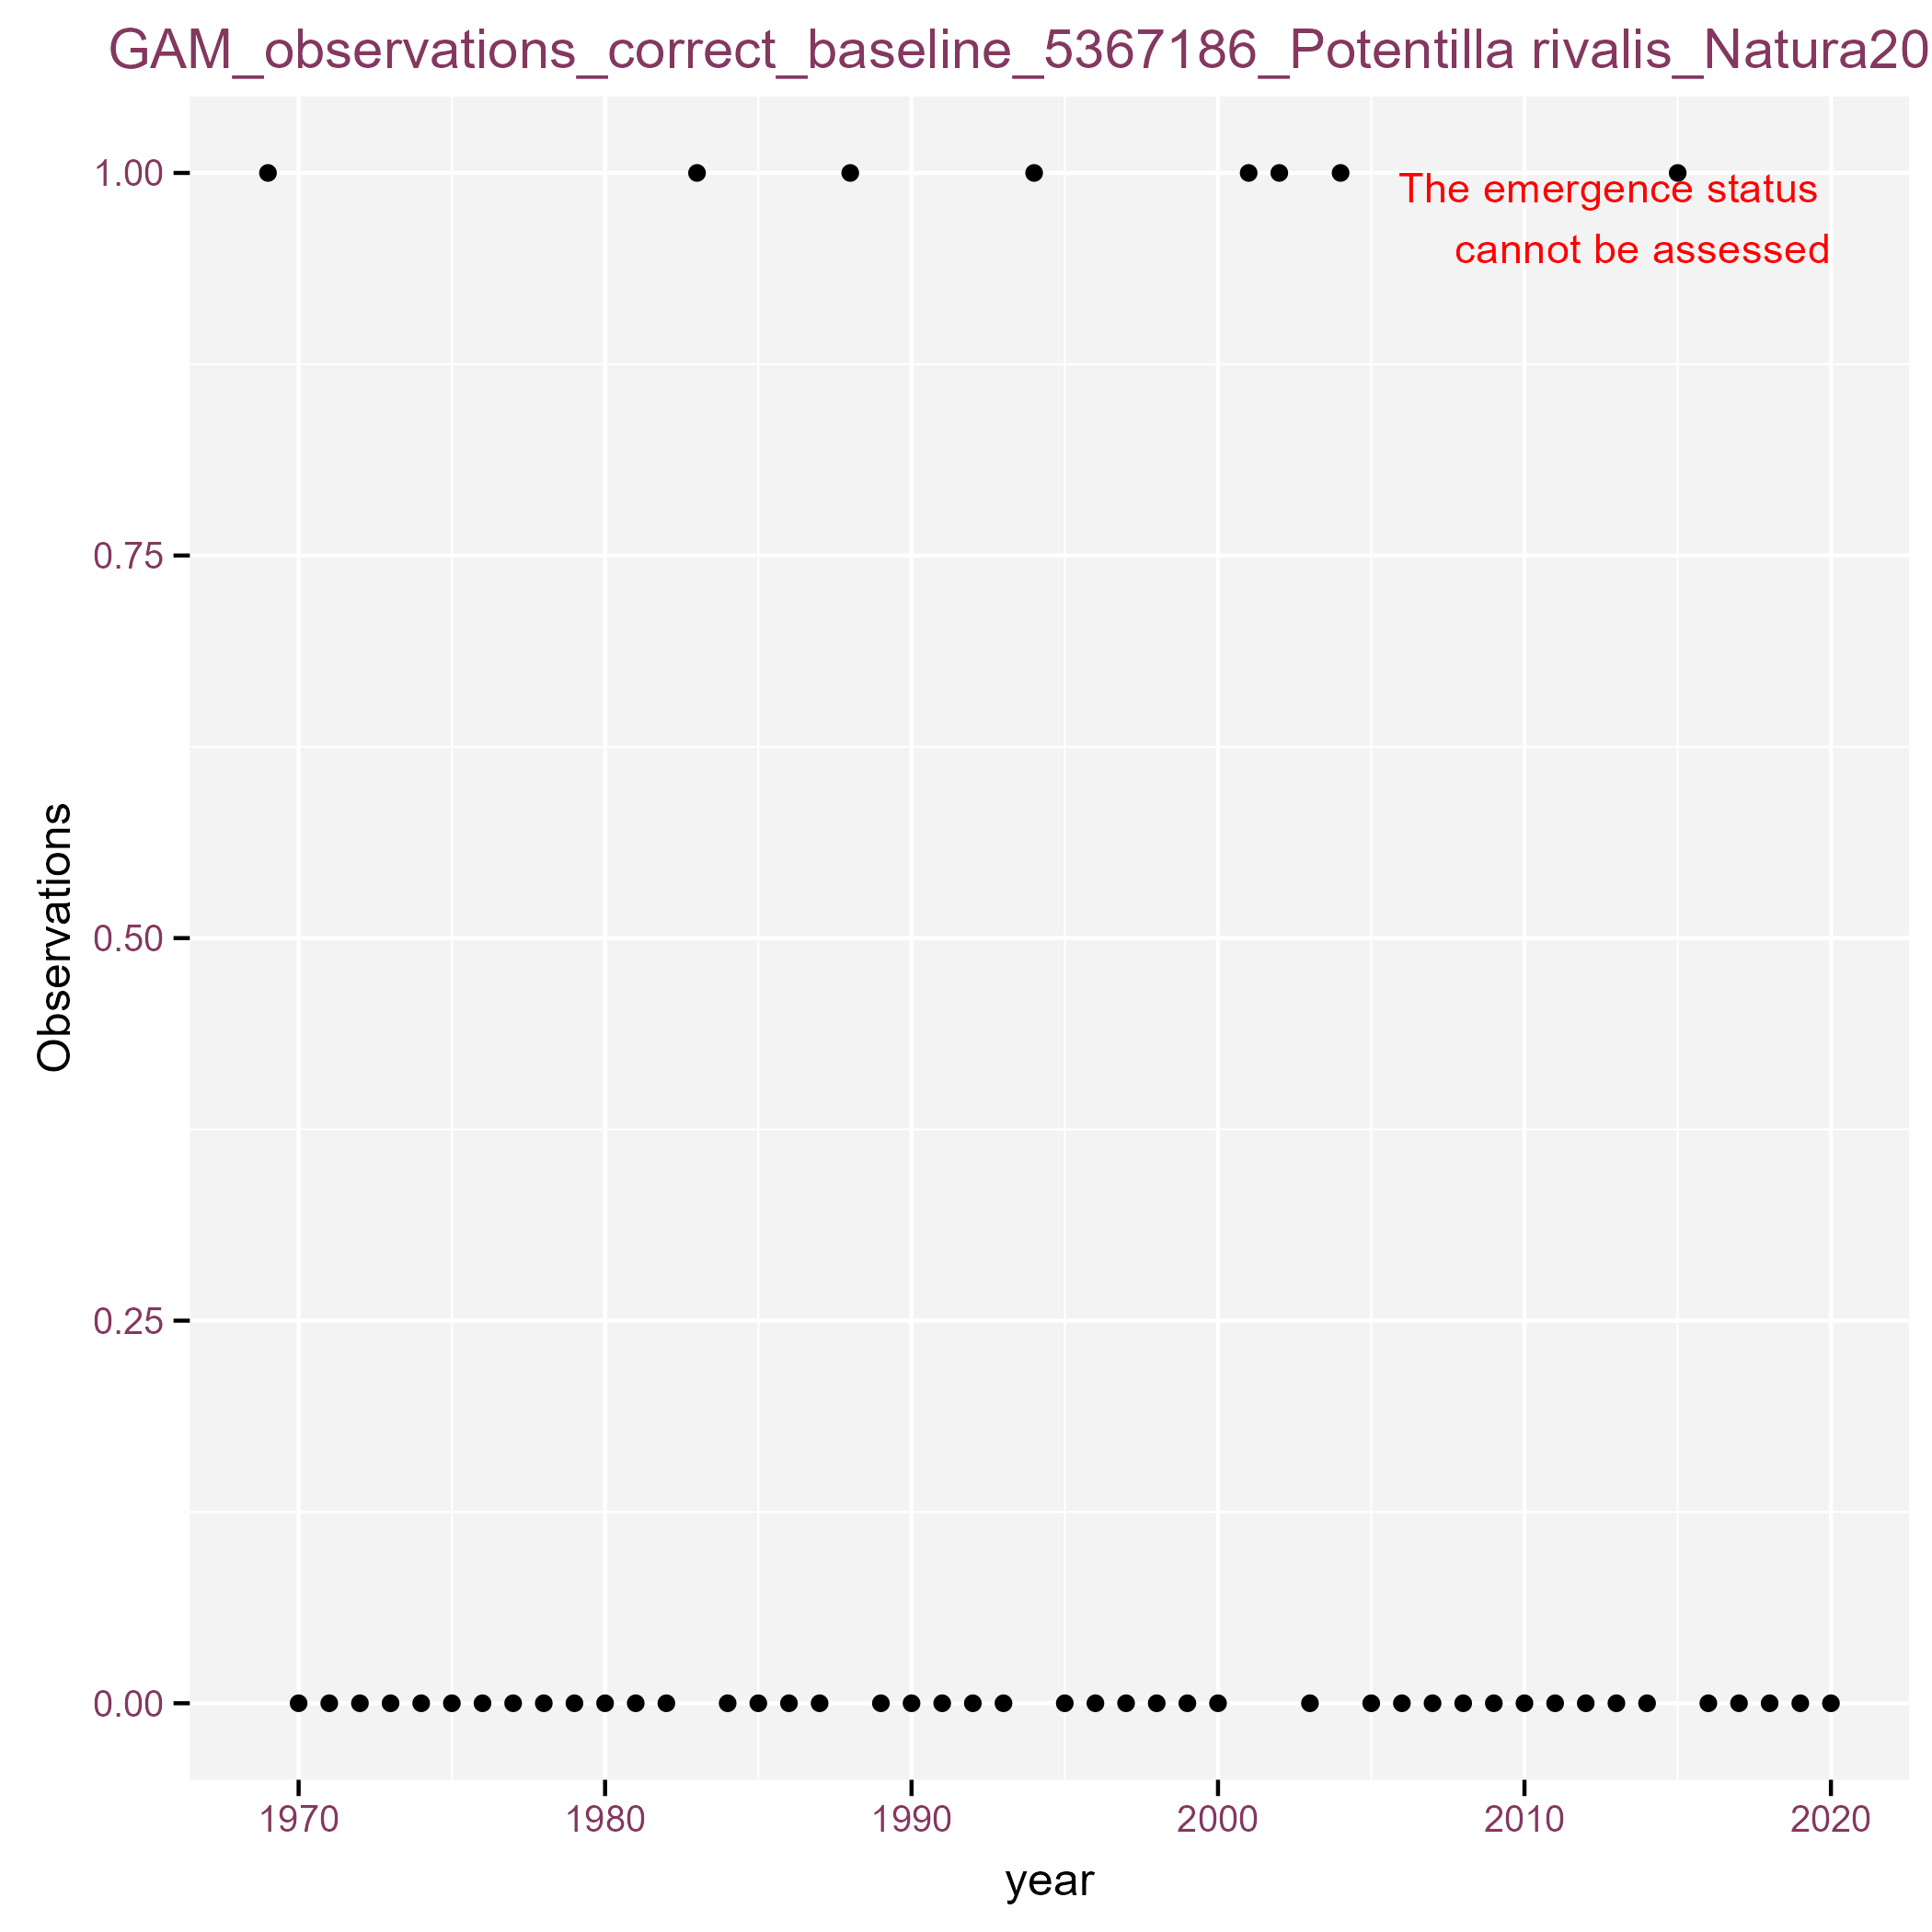 GAM_observations_correct_baseline_5367186_Potentilla rivalis_Natura20
1.00
The emergence status
cannot be assessed
0.75
0.50
0.25
0.00
Observations
1970 1980 1990 2000 2010 2020
year